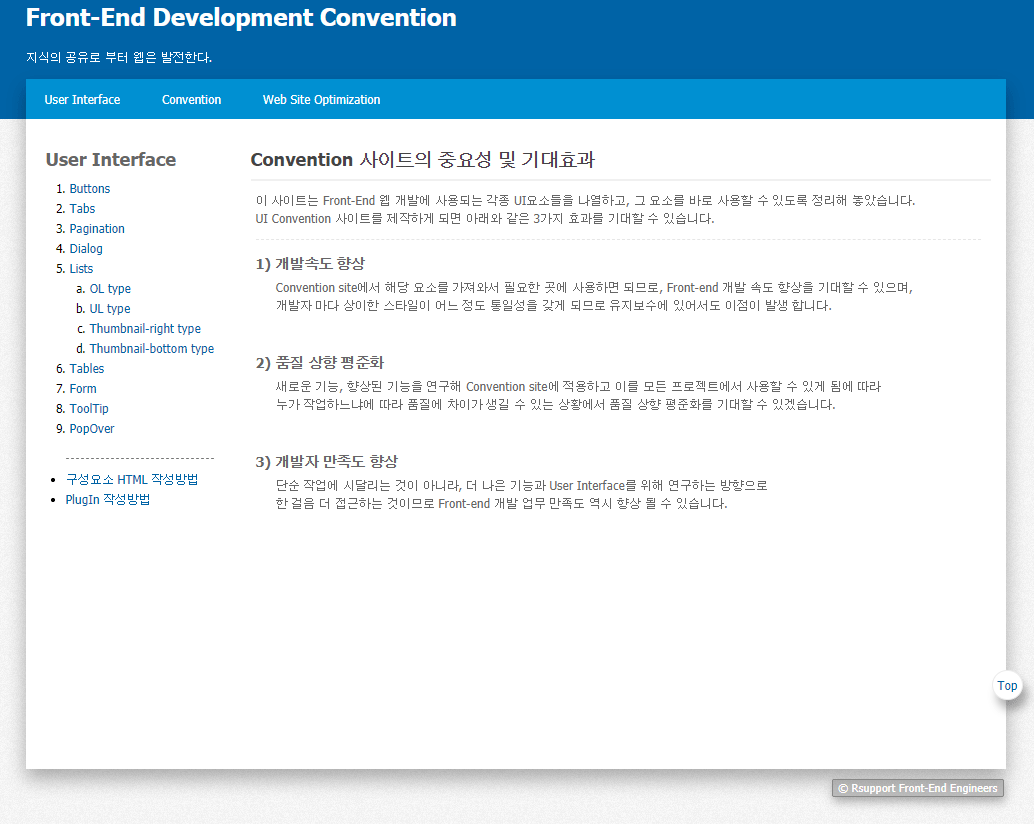 Front-End Development Convention
지식의 공유로 부터 웹은 발전한다.
User Interface Convention Web Site Optimization
User Interface
1. Buttons
2. Tabs
3. Pagination
4. Dialog
5. Lists
a. OL type
b. UL type
c. Thumbnail-right type
d. Thumbnail-bottom type
6. Tables
7. Form
8. ToolTip
9. PopOver
구성요소 HTML 작성방법
PlugIn 작성방법
Convention 사이트의 중요성 및 기대효과
이 사이트는 Front-End 웹 개발에 사용되는 각종 UI요소들을 나열하고, 그 요소를 바로 사용할 수 있도록 정리해 놓았습니다.
UI Convention 사이트를 제작하게 되면 아래와 같은 3가지 효과를 기대할 수 있습니다.
1) 개발속도 향상
Convention site에서 해당 요소를 가져와서 필요한 곳에 사용하면 되므로, Front-end 개발 속도 향상을 기대할 수 있으며,
개발자 마다 상이한 스타일이 어느 정도 통일성을 갖게 되므로 유지보수에 있어서도 이점이 발생 합니다.
2) 품질 상향 평준화
새로운 기능, 향상된 기능을 연구해 Convention site에 적용하고 이를 모든 프로젝트에서 사용할 수 있게 됨에 따라
누가 작업하느냐에 따라 품질에 차이가 생길 수 있는 상황에서 품질 상향 평준화를 기대할 수 있겠습니다.
3) 개발자 만족도 향상
단순 작업에 시달리는 것이 아니라, 더 나은 기능과 User Interface를 위해 연구하는 방향으로
한 걸음 더 접근하는 것이므로 Front-end 개발 업무 만족도 역시 향상 될 수 있습니다.
Top
© Rsupport Front-End Engineers